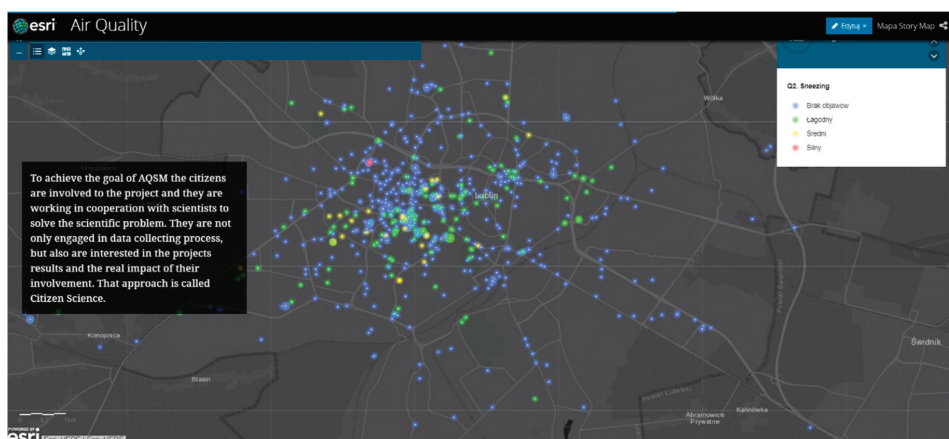 esri Air Quality
Edytuj ×
Mapa Story Map
Q2. Sneezing
Brak objawów
Łagodny
Średni
Silny
To achieve the goal of AQSM the citizens
are involved to the project and they are
working in cooperation with scientists to
solve the scientific problem. They are not
only engaged in data collecting process,
but also are interested in the projects
results and the real impact of their
involvement. That approach is called
Citizen Science.
Wólka
Lublin
Konopnica
Stasin
Świdnik
Powiat Lubelski
Kalinówka
Abramowice
Prywatne
POWERED BY
esri